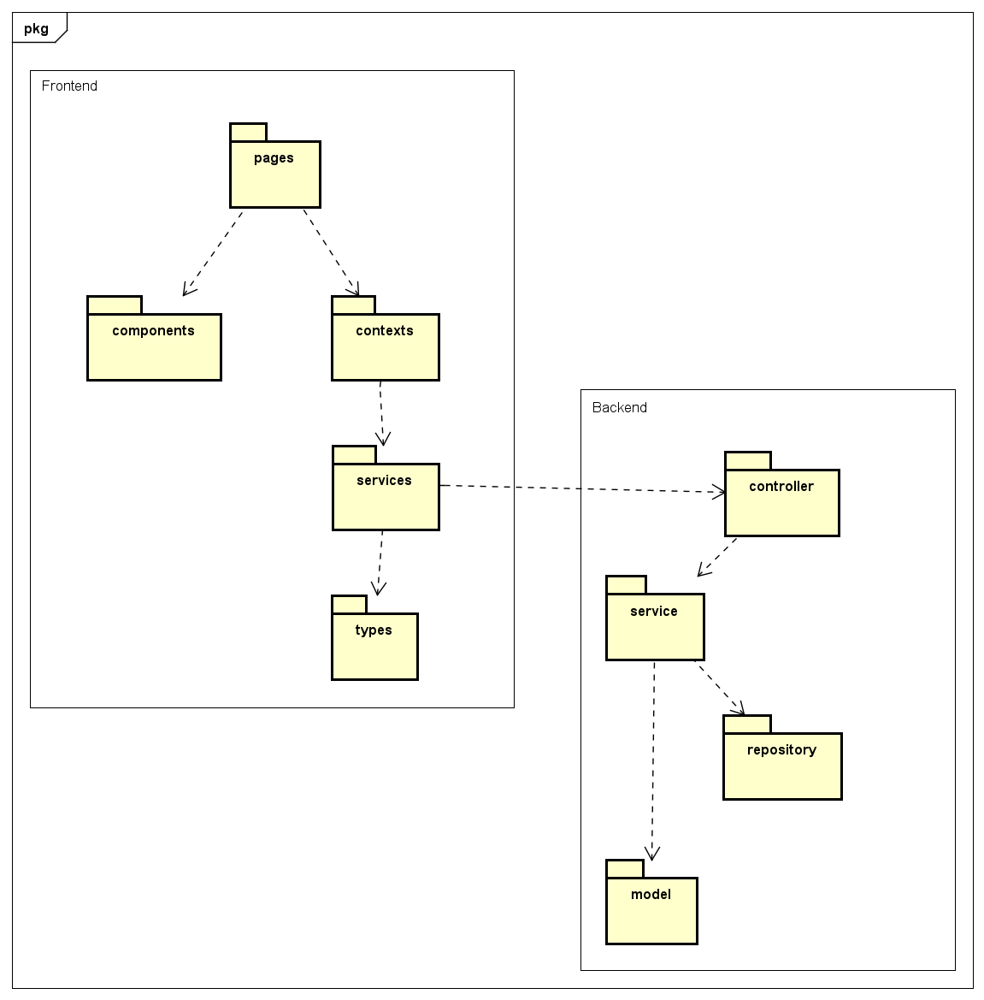 pkg
Frontend
pages
components
contexts
services
types
Backend
controller
service
repository
model